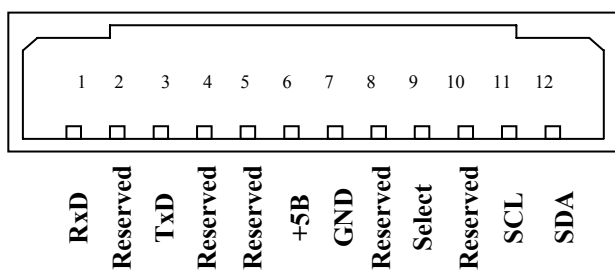 1 2 3 4 5 6 7 8 9 10 11 12
RxD
Reserved
TxD
Reserved
Reserved
+5B
GND
Reserved
Select
Reserved
SCL
SDA